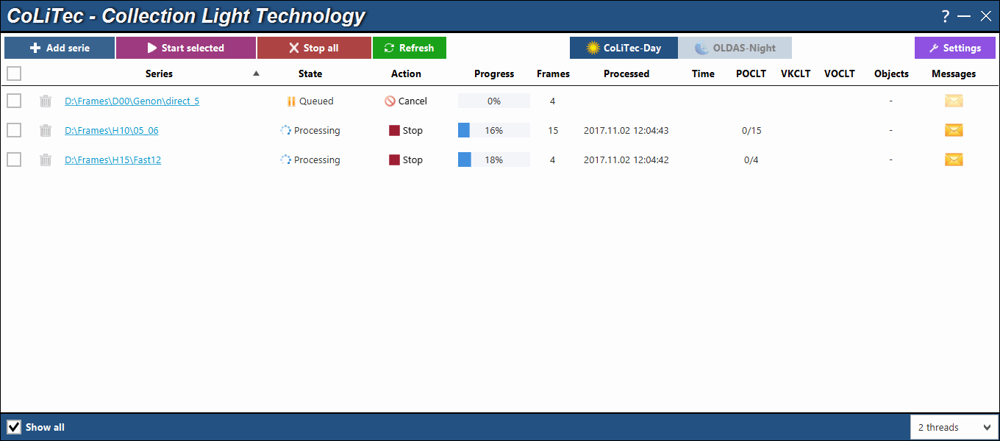 CoLiTec - Collection Light Technology ?
Add serie Start selected Stop all Refresh CoLiTec-Day OLDAS-Night Settings
Series State Action Progress Frames Processed Time POCLT VKCLT VOCLT Objects Messages
D:\Frames\D00\Genon\direct_5 Queued Cancel 0% 4 -
D:\Frames\H10\05_06 Processing Stop 16% 15 2017.11.02 12:04:43 0/15 -
D:\Frames\H15\Fast12 Processing Stop 18% 4 2017.11.02 12:04:42 0/4 -
Show all 2 threads